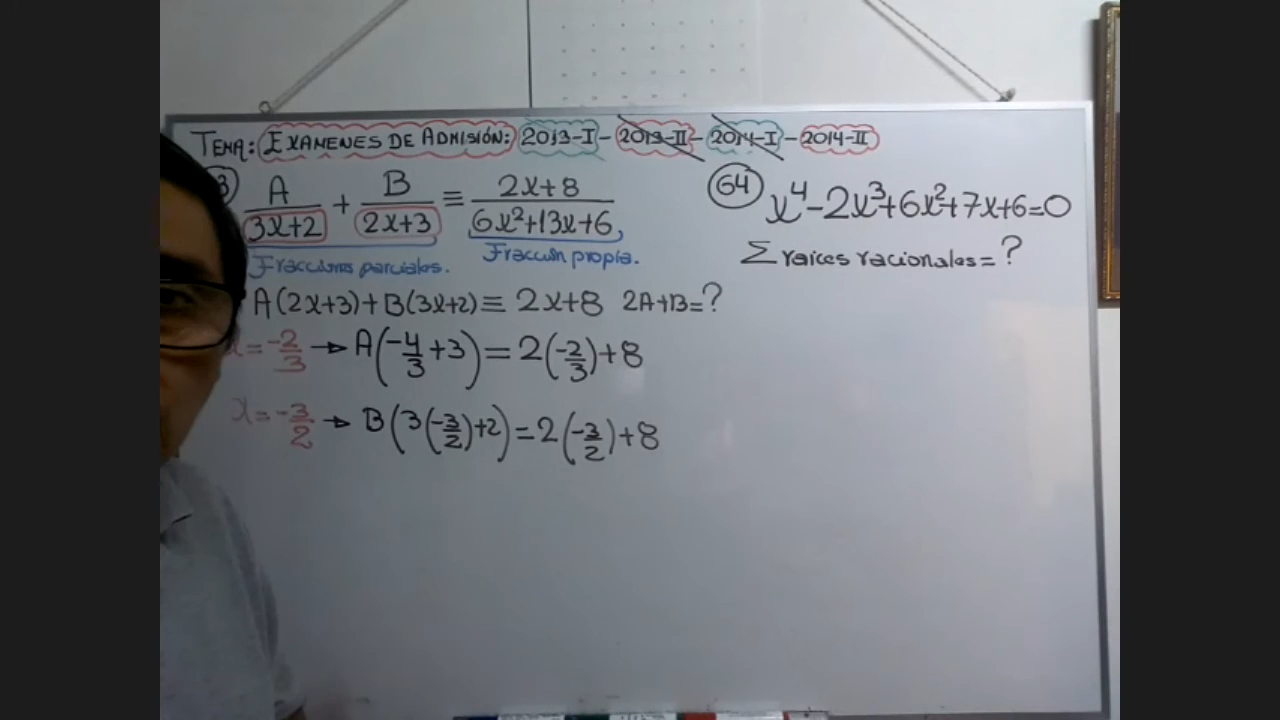 TEMA: EXAMENES DE ADMISIÓN: 2013-I - 2013-II - 2014-I - 2014-II
A/(3x+2) + B/(2x+3) ≡ (2x+8)/(6x²+13x+6)
Fracciones parciales. Fracción propia.
A(2x+3)+B(3x+2) ≡ 2x+8 2A+B=?
x = -2/3 → A(-4/3 + 3) = 2(-2/3)+8
x = -3/2 → B(3(-3/2)+2) = 2(-3/2)+8
64 x⁴-2x³+6x²+7x+6=0
Σ raices racionales = ?